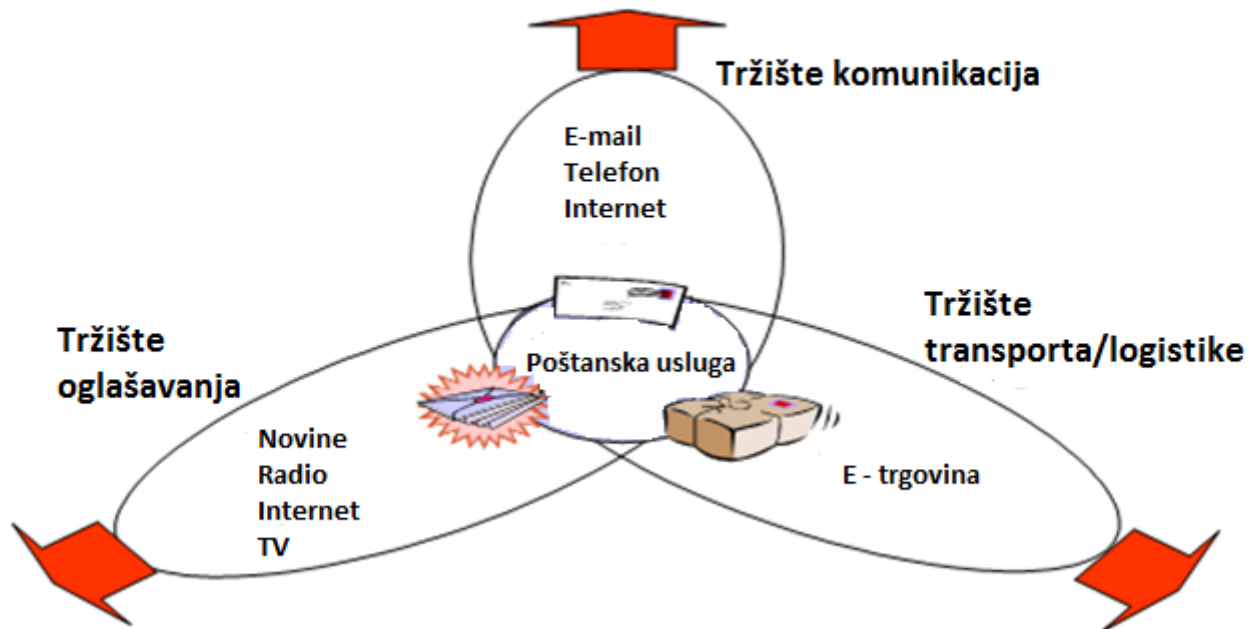 Tržište komunikacija
E-mail
Telefon
Internet
Tržište
transporta/logistike
Tržište
oglašavanja
Poštanska usluga
Novine
Radio
Internet
TV
E - trgovina